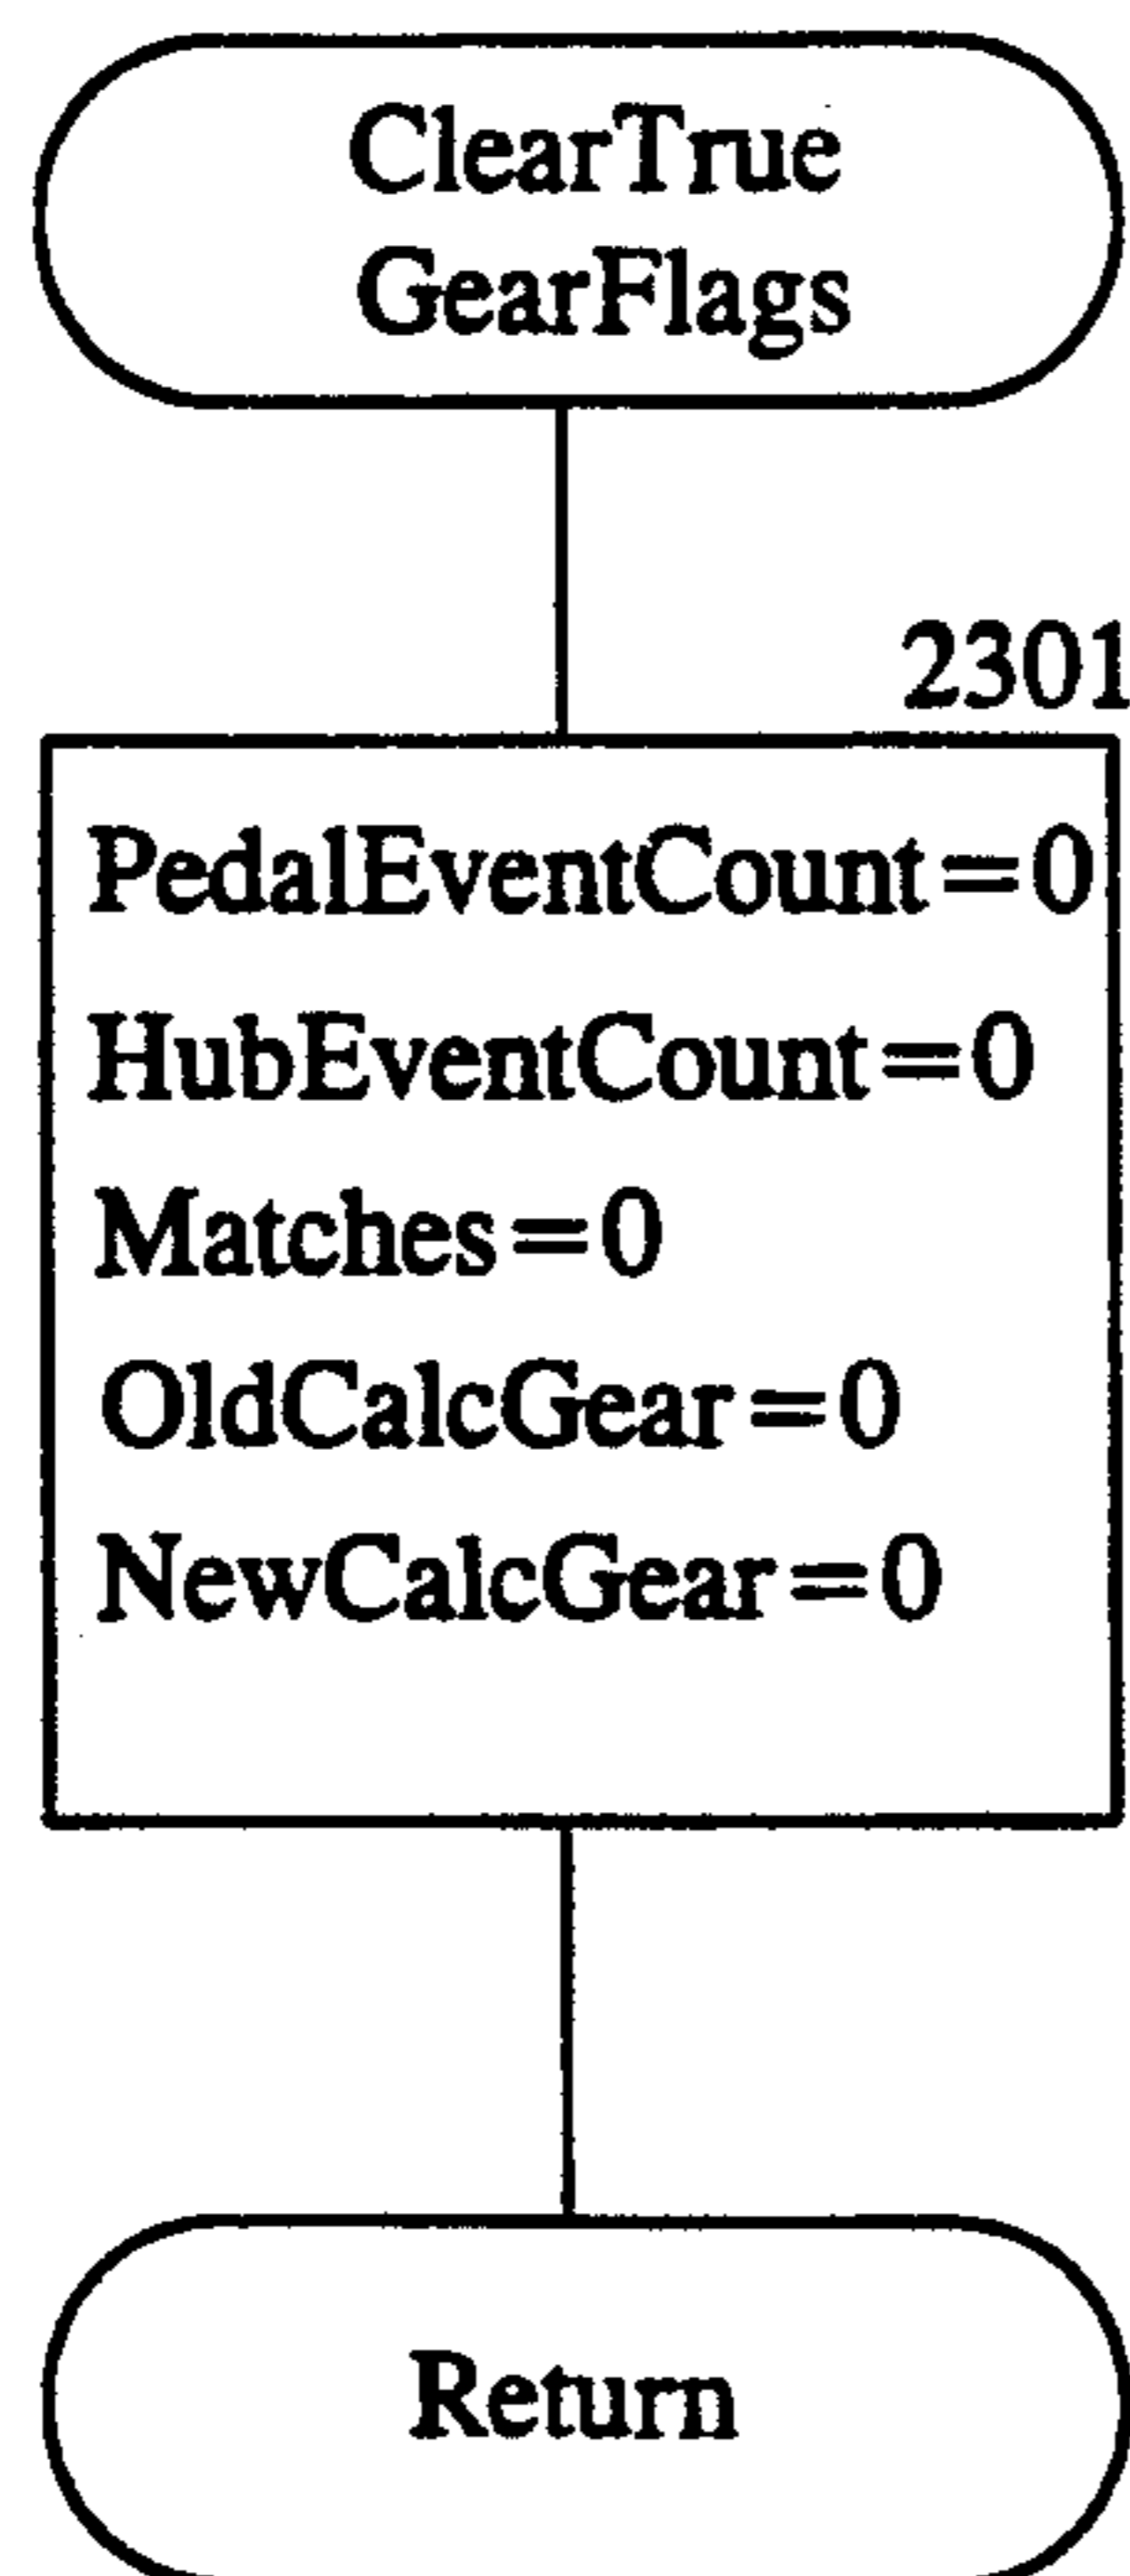 ClearTrue
GearFlags
2301
PedalEventCount=0
HubEventCount=0
Matches=0
OldCalcGear=0
NewCalcGear=0
Return